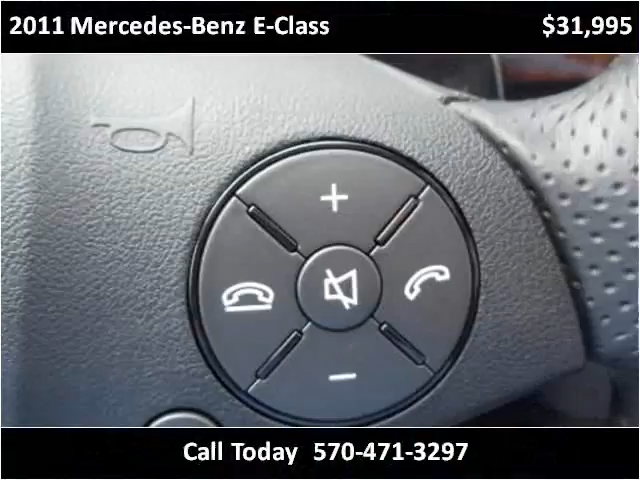 2011 Mercedes-Benz E-Class $31,995
+
-
Call Today 570-471-3297